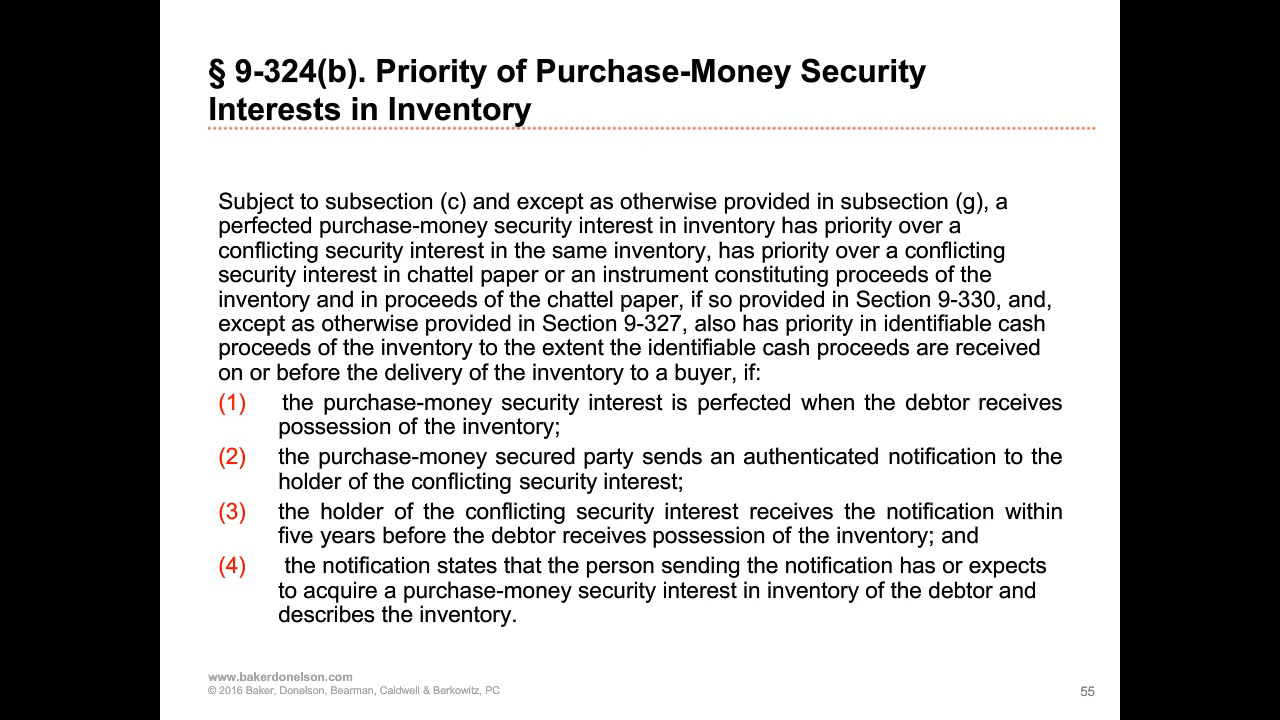 § 9-324(b). Priority of Purchase-Money Security
Interests in Inventory
Subject to subsection (c) and except as otherwise provided in subsection (g), a
perfected purchase-money security interest in inventory has priority over a
conflicting security interest in the same inventory, has priority over a conflicting
security interest in chattel paper or an instrument constituting proceeds of the
inventory and in proceeds of the chattel paper, if so provided in Section 9-330, and,
except as otherwise provided in Section 9-327, also has priority in identifiable cash
proceeds of the inventory to the extent the identifiable cash proceeds are received
on or before the delivery of the inventory to a buyer, if:
(1) the purchase-money security interest is perfected when the debtor receives
possession of the inventory;
(2) the purchase-money secured party sends an authenticated notification to the
holder of the conflicting security interest;
(3) the holder of the conflicting security interest receives the notification within
five years before the debtor receives possession of the inventory; and
(4) the notification states that the person sending the notification has or expects
to acquire a purchase-money security interest in inventory of the debtor and
describes the inventory.
www.bakerdonelson.com
© 2016 Baker, Donelson, Bearman, Caldwell & Berkowitz, PC
55